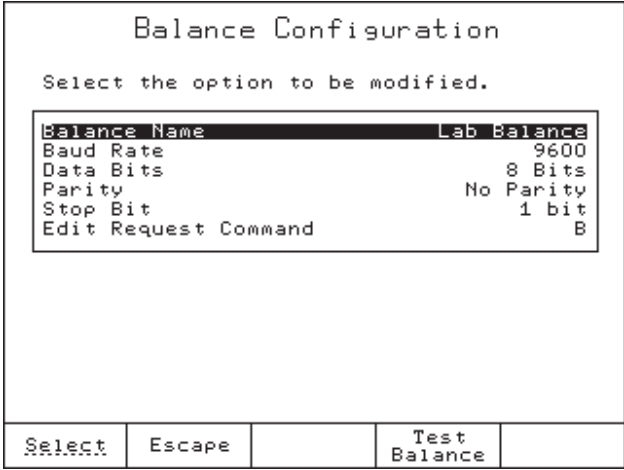 Balance Configuration
Select the option to be modified.
Balance Name Lab Balance
Baud Rate 9600
Data Bits 8 Bits
Parity No Parity
Stop Bit 1 bit
Edit Request Command B
Select Escape Test Balance